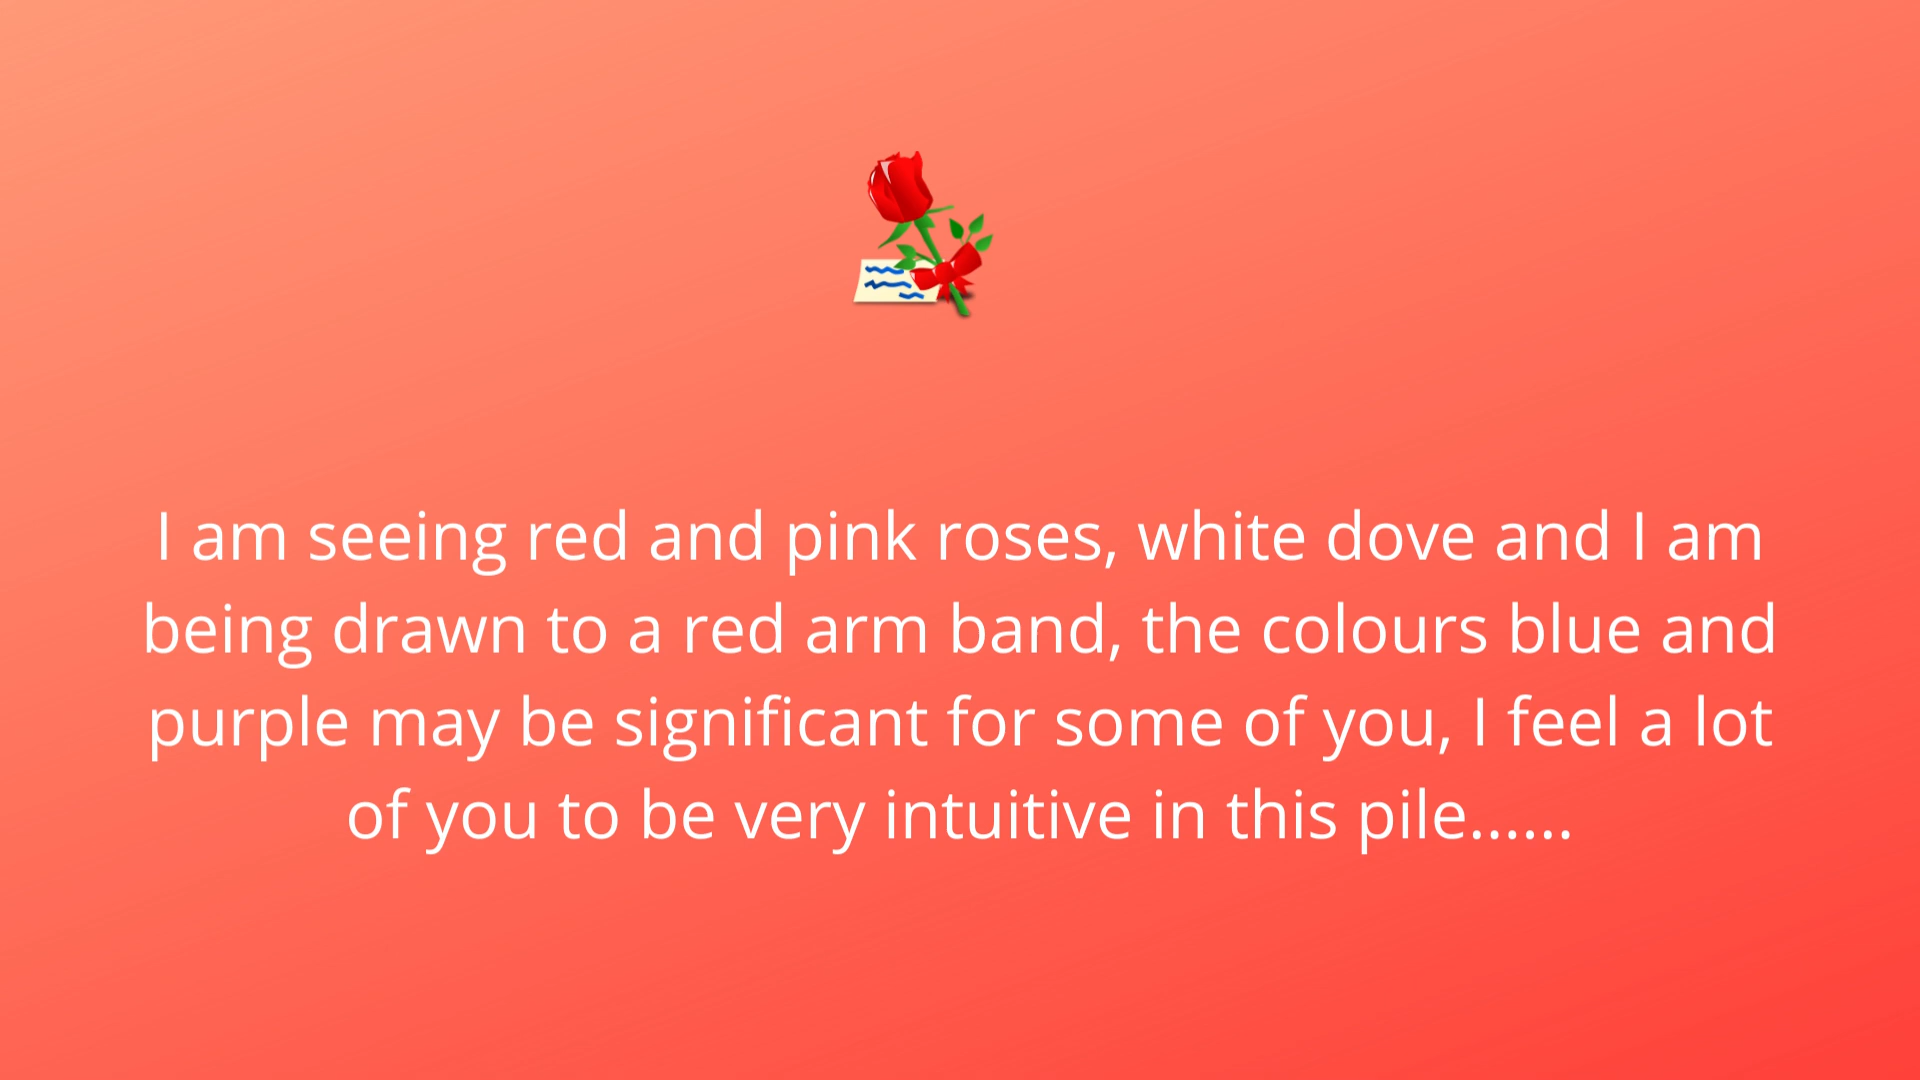 I am seeing red and pink roses, white dove and I am
being drawn to a red arm band, the colours blue and
purple may be significant for some of you, I feel a lot
of you to be very intuitive in this pile......